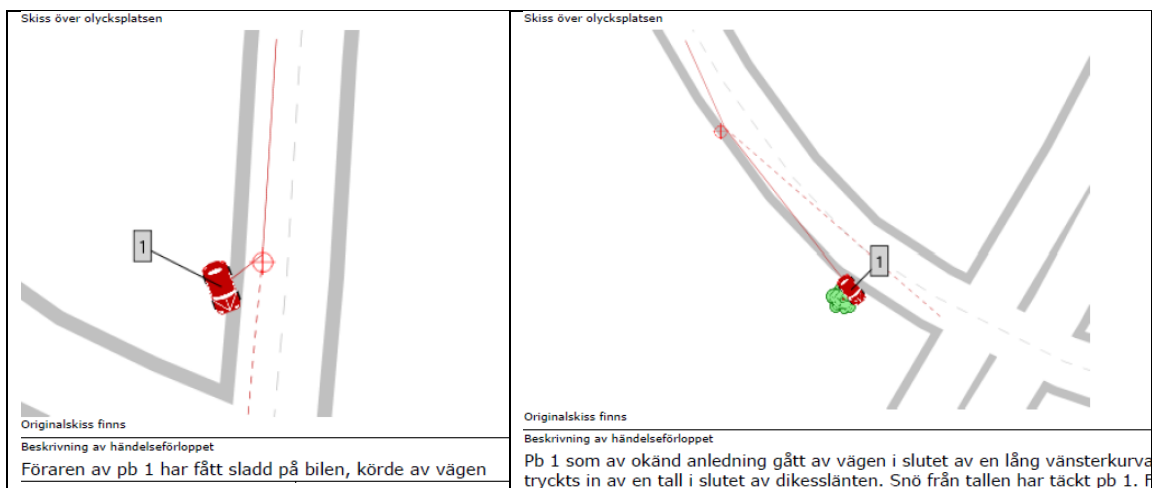 Skiss över olycksplatsen
1
Originalskiss finns
Beskrivning av händelseförloppet
Föraren av pb 1 har fått sladd på bilen, körde av vägen
Skiss över olycksplatsen
1
Originalskiss finns
Beskrivning av händelseförloppet
Pb 1 som av okänd anledning gått av vägen i slutet av en lång vänsterkurva
tryckts in av en tall i slutet av dikesslänten. Snö från tallen har täckt pb 1.